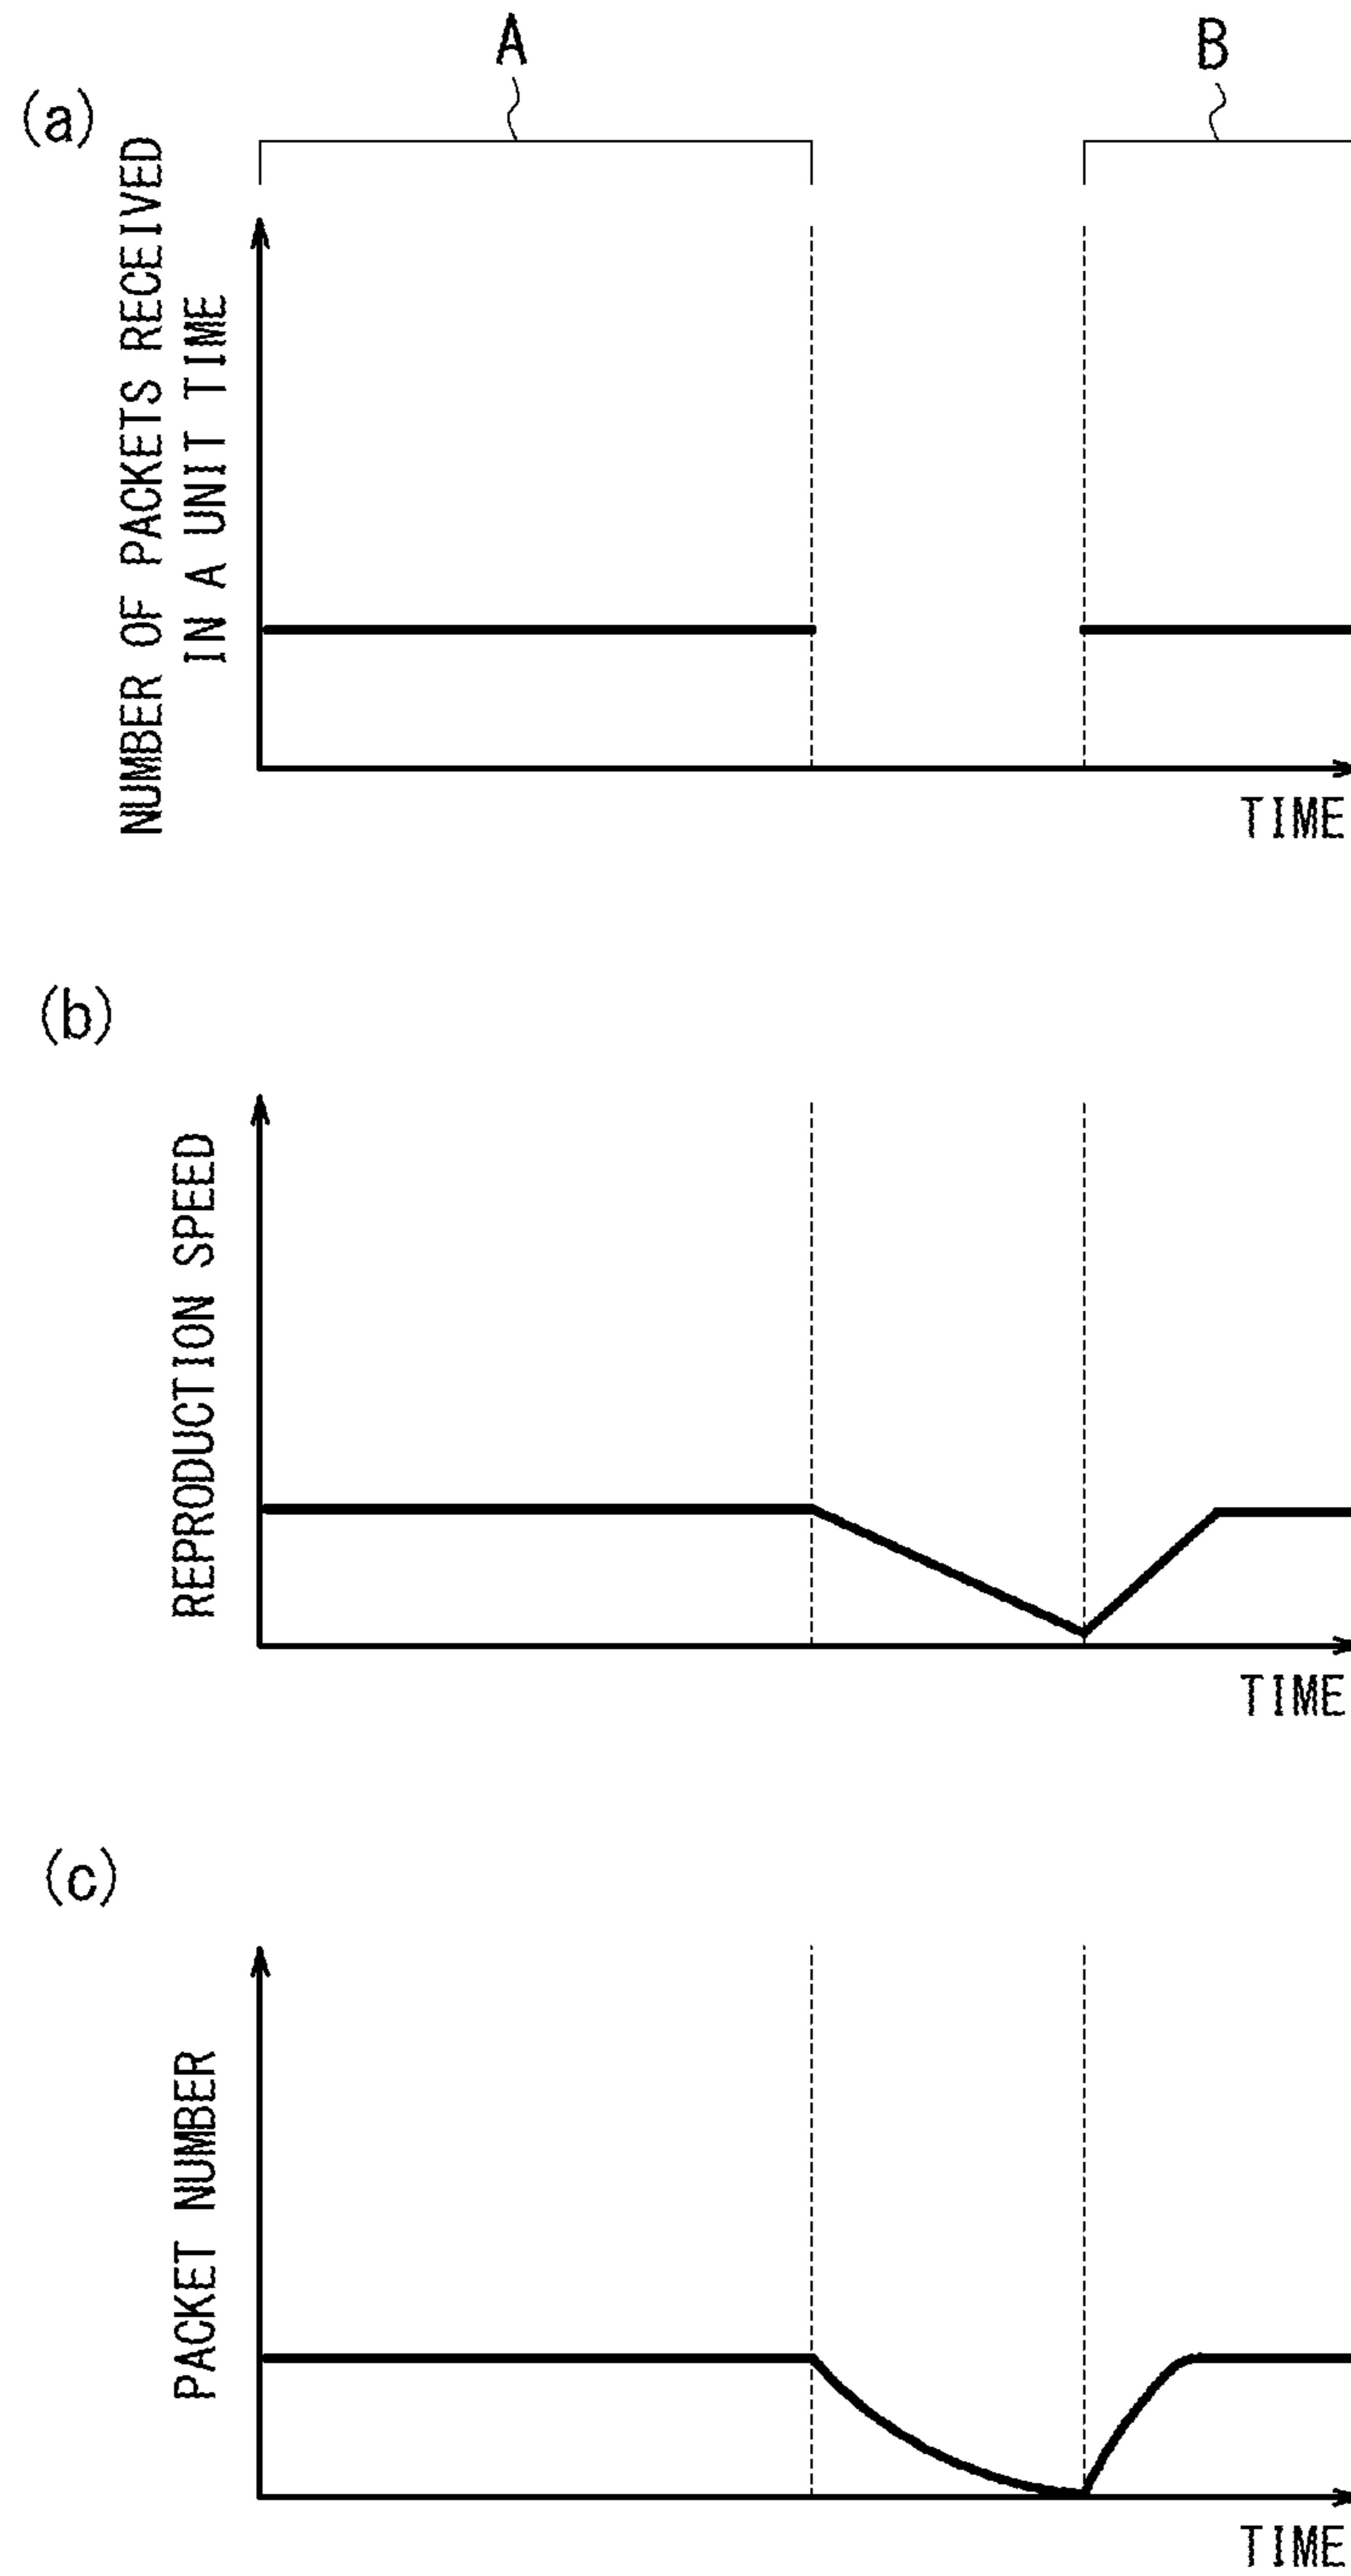 A
B
(a)
NUMBER OF PACKETS RECEIVED
IN A UNIT TIME
TIME
(b)
REPRODUCTION SPEED
TIME
(c)
PACKET NUMBER
TIME